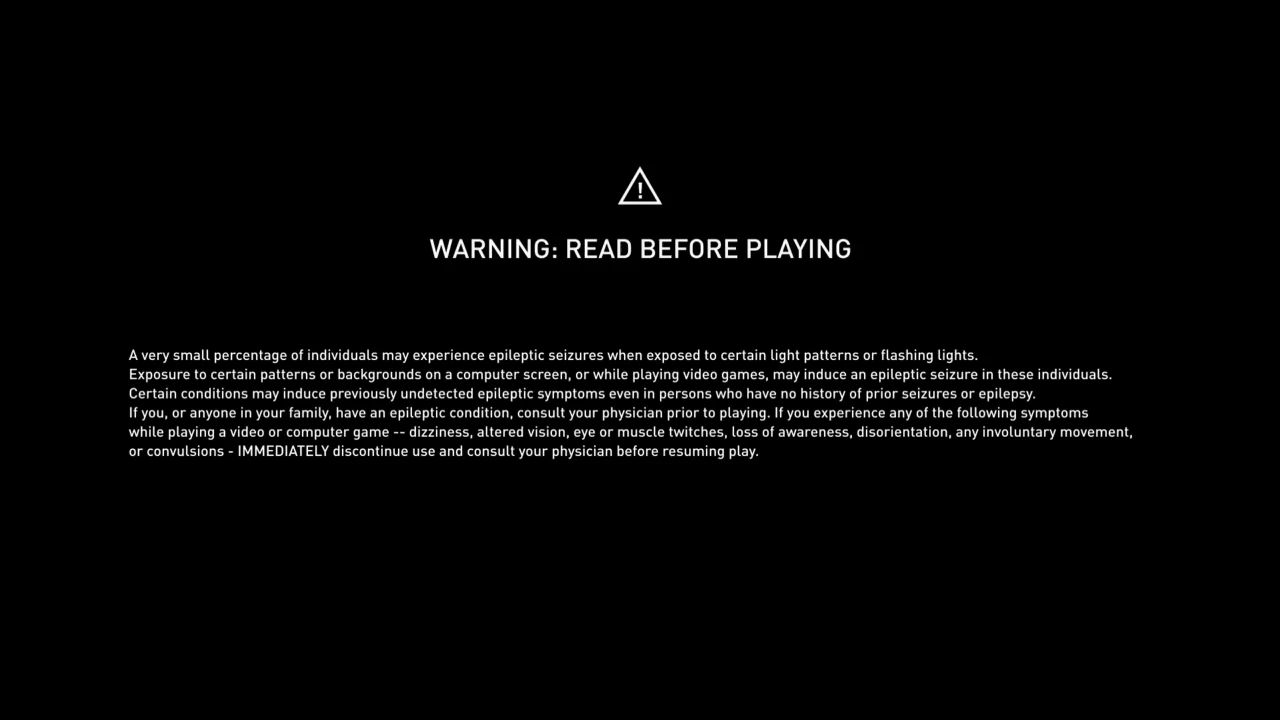 WARNING: READ BEFORE PLAYING
A very small percentage of individuals may experience epileptic seizures when exposed to certain light patterns or flashing lights.
Exposure to certain patterns or backgrounds on a computer screen, or while playing video games, may induce an epileptic seizure in these individuals.
Certain conditions may induce previously undetected epileptic symptoms even in persons who have no history of prior seizures or epilepsy.
If you, or anyone in your family, have an epileptic condition, consult your physician prior to playing. If you experience any of the following symptoms
while playing a video or computer game -- dizziness, altered vision, eye or muscle twitches, loss of awareness, disorientation, any involuntary movement,
or convulsions - IMMEDIATELY discontinue use and consult your physician before resuming play.